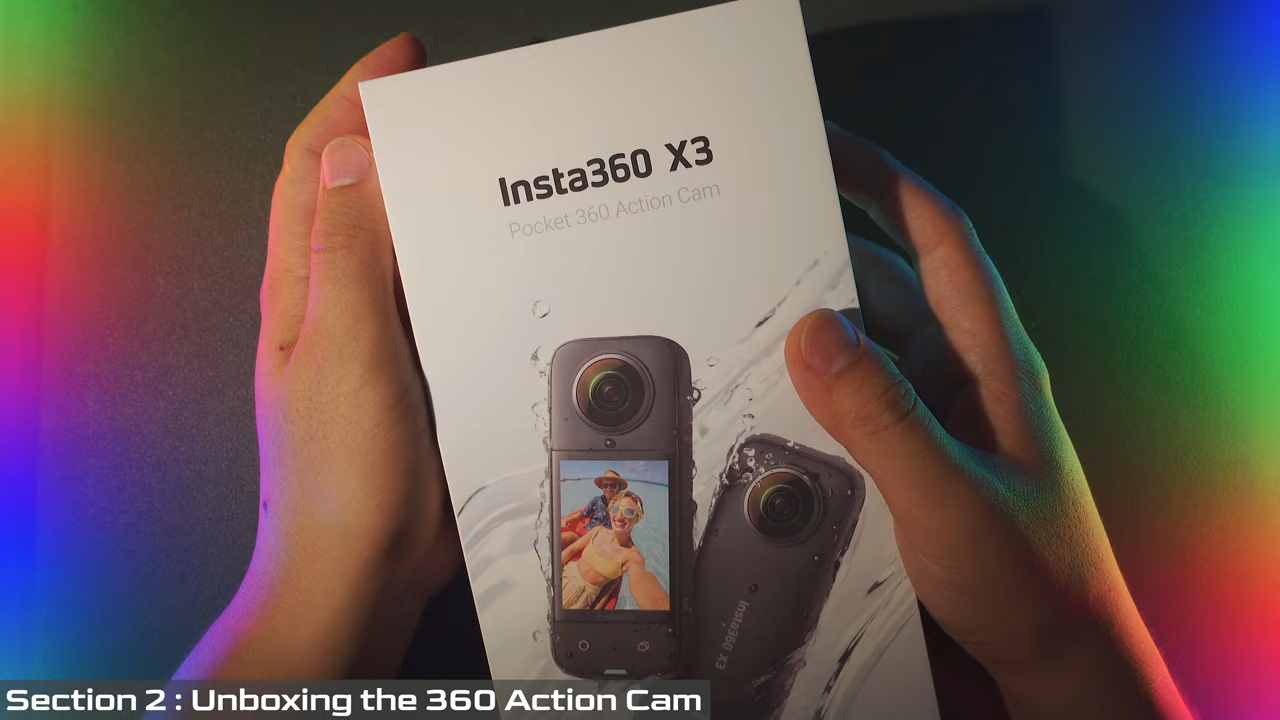 Insta360 X3
Pocket 360 Action Cam
Insta360 X3
Section 2 : Unboxing the 360 Action Cam